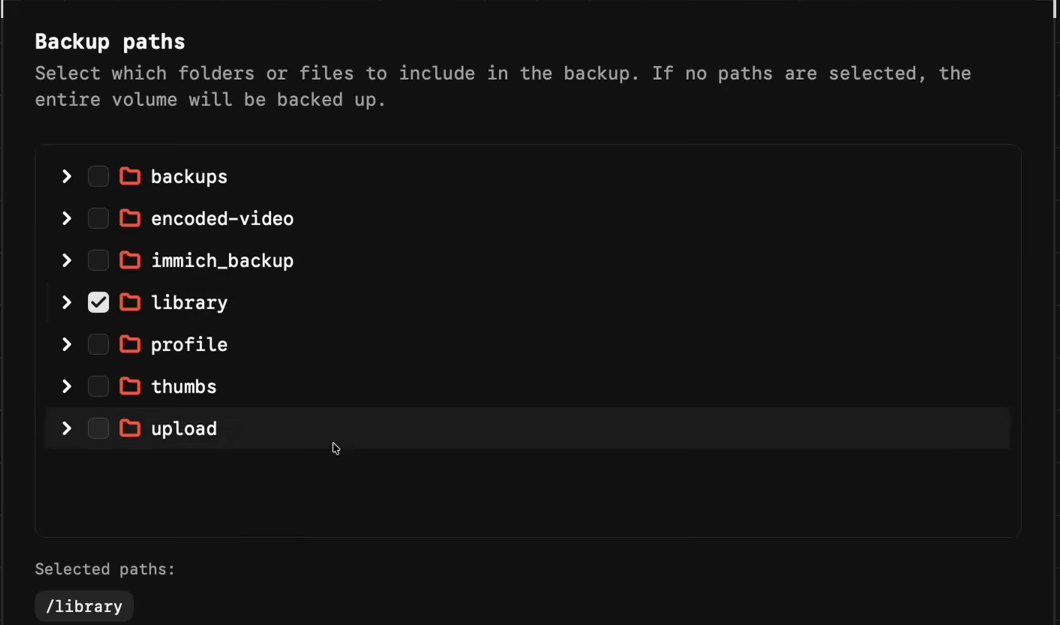 Backup paths
Select which folders or files to include in the backup. If no paths are selected, the
entire volume will be backed up.
backups
encoded-video
immich_backup
library
profile
thumbs
upload
Selected paths:
/library